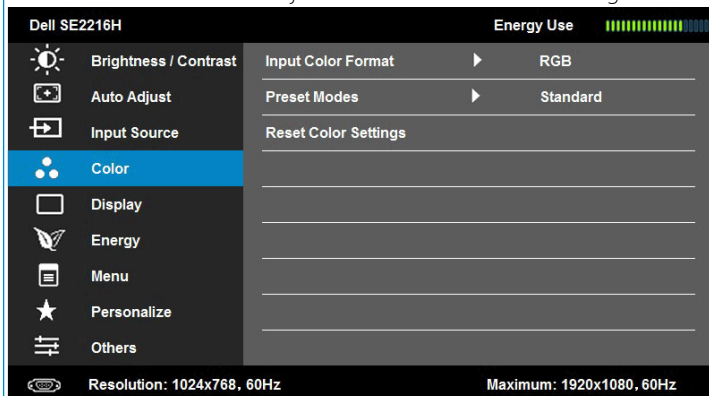 Dell SE2216H Energy Use
Brightness / Contrast Input Color Format RGB
Auto Adjust Preset Modes Standard
Input Source Reset Color Settings
Color
Display
Energy
Menu
Personalize
Others
Resolution: 1024x768, 60Hz Maximum: 1920x1080, 60Hz